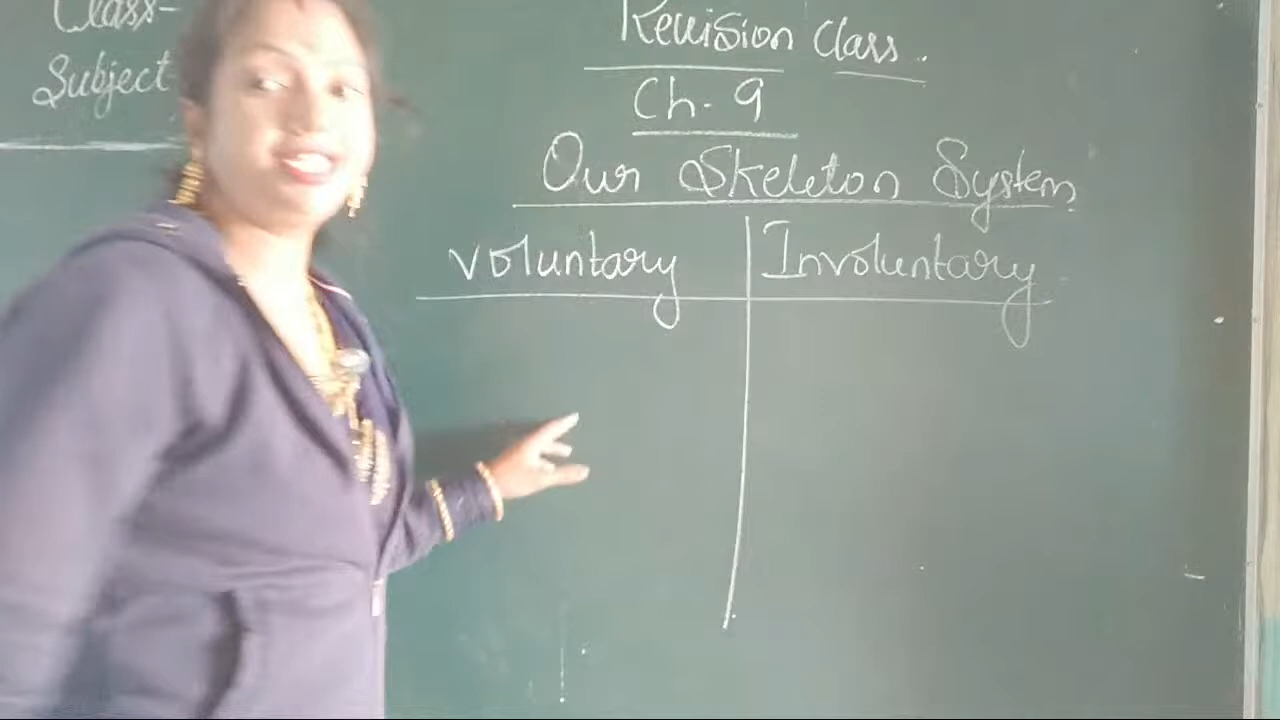 Class-
Subject
Revision Class.
Ch. 9
Our Skeleton System
voluntary
Involuntary